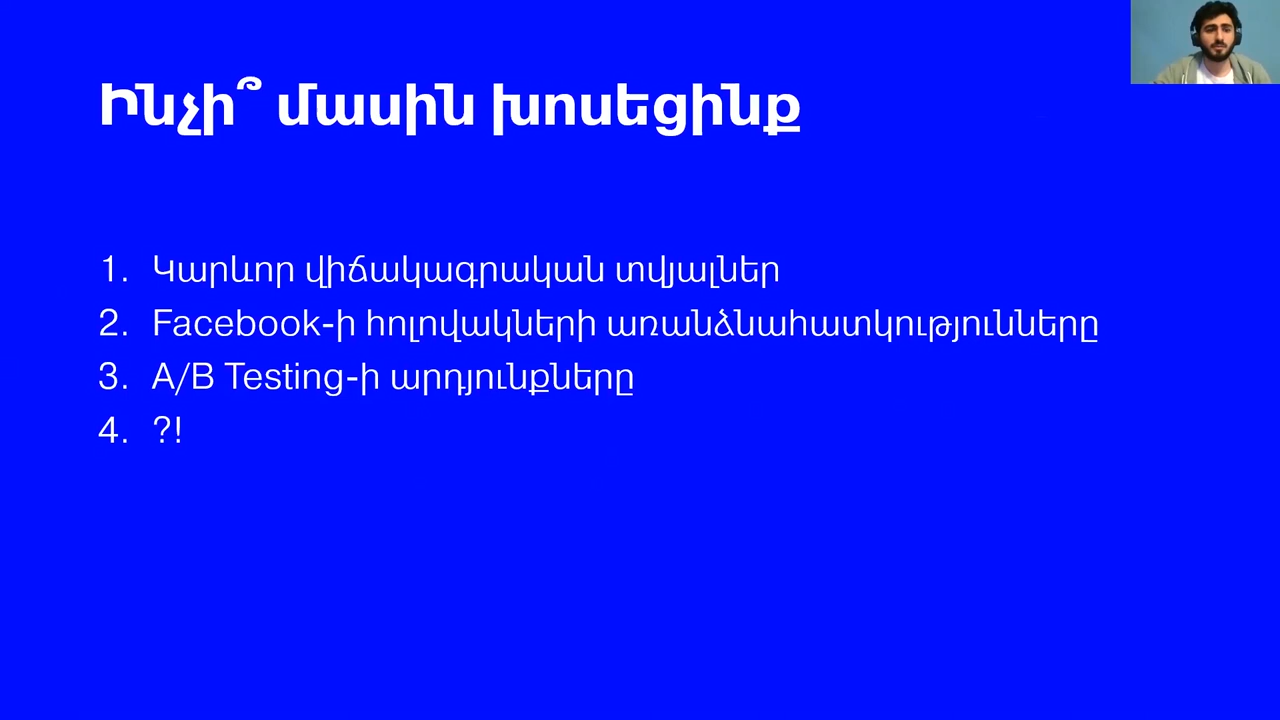 Ինչի՞ մասին խոսեցինք
1. Կարևոր վիճակագրական տվյալներ
2. Facebook-ի հոլովակների առանձնահատկությունները
3. A/B Testing-ի արդյունքները
4. ?!